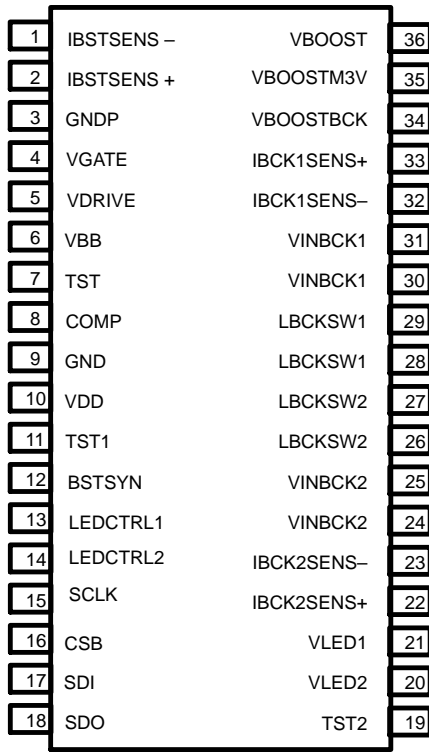 1 IBSTSENS – VBOOST 36
2 IBSTSENS + VBOOSTM3V 35
3 GNDP VBOOSTBCK 34
4 VGATE IBCK1SENS+ 33
5 VDRIVE IBCK1SENS– 32
6 VBB VINBCK1 31
7 TST VINBCK1 30
8 COMP LBCKSW1 29
9 GND LBCKSW1 28
10 VDD LBCKSW2 27
11 TST1 LBCKSW2 26
12 BSTSYN VINBCK2 25
13 LEDCTRL1 VINBCK2 24
14 LEDCTRL2 IBCK2SENS– 23
15 SCLK IBCK2SENS+ 22
16 CSB VLED1 21
17 SDI VLED2 20
18 SDO TST2 19